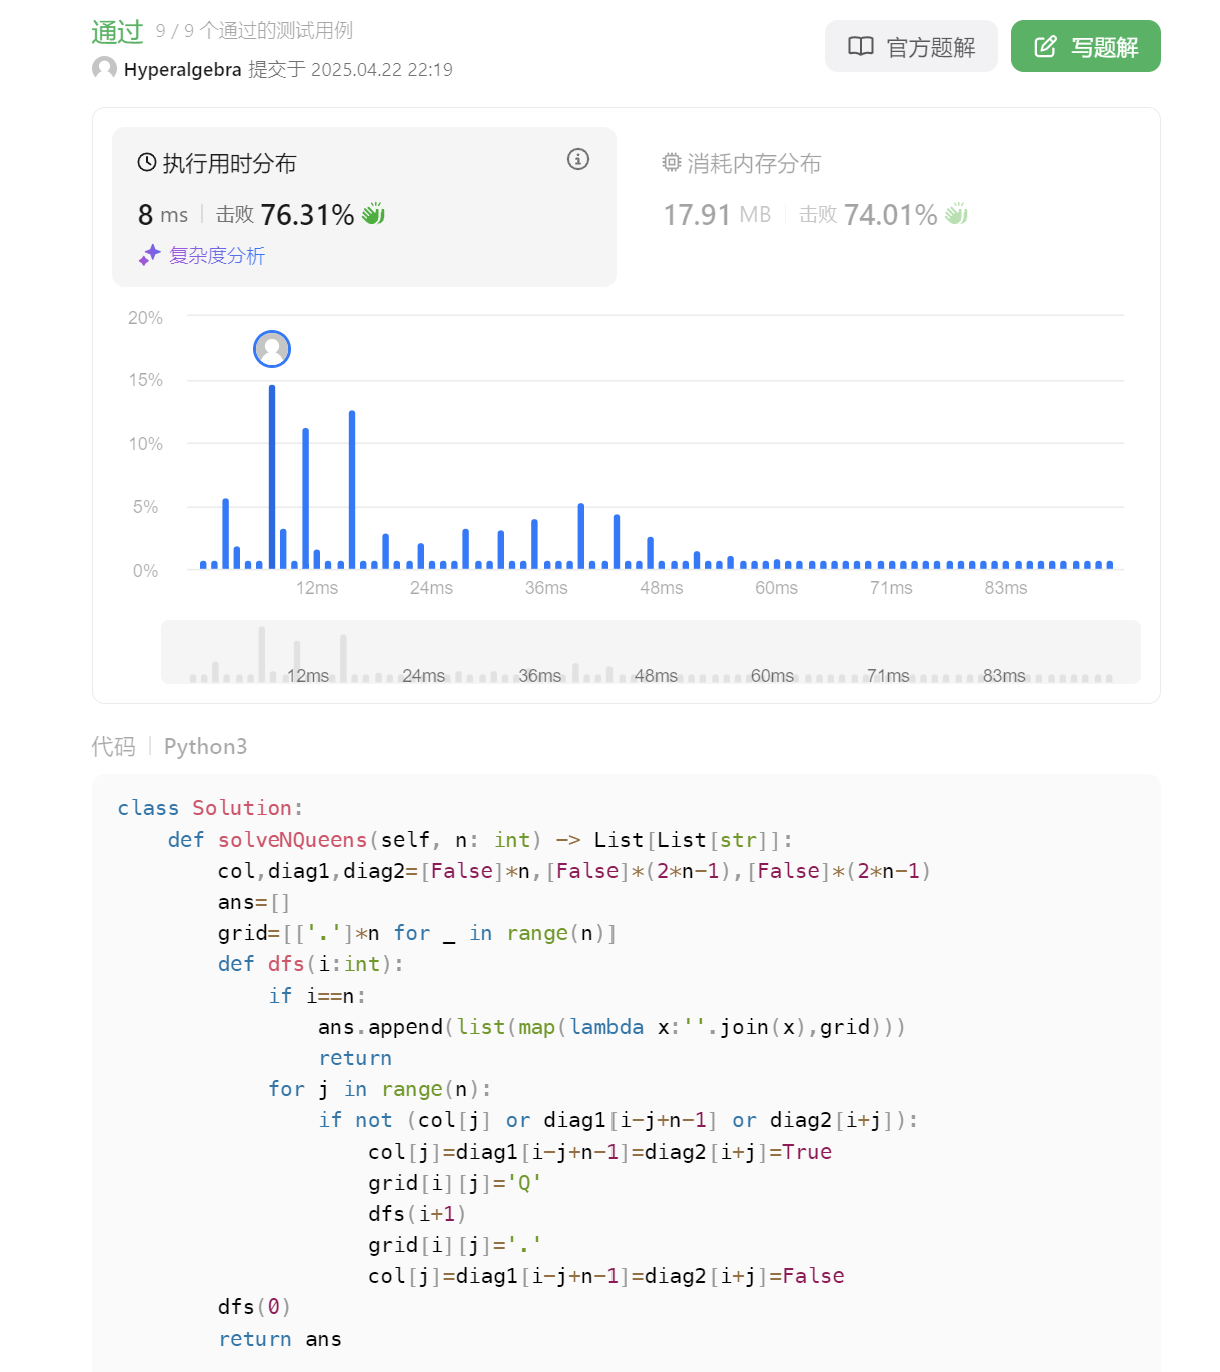 通过 9 / 9 个通过的测试用例
官方题解
写题解
Hyperalgebra 提交于 2025.04.22 22:19
执行用时分布
8 ms 击败 76.31%
复杂度分析
消耗内存分布
17.91 MB 击败 74.01%
20%
15%
10%
5%
0%
12ms 24ms 36ms 48ms 60ms 71ms 83ms
12ms 24ms 36ms 48ms 60ms 71ms 83ms
代码 Python3
class Solution:
    def solveNQueens(self, n: int) -> List[List[str]]:
        col,diag1,diag2=[False]*n,[False]*(2*n-1),[False]*(2*n-1)
        ans=[]
        grid=[['.']*n for _ in range(n)]
        def dfs(i:int):
            if i==n:
                ans.append(list(map(lambda x:''.join(x),grid)))
                return
            for j in range(n):
                if not (col[j] or diag1[i-j+n-1] or diag2[i+j]):
                    col[j]=diag1[i-j+n-1]=diag2[i+j]=True
                    grid[i][j]='Q'
                    dfs(i+1)
                    grid[i][j]='.'
                    col[j]=diag1[i-j+n-1]=diag2[i+j]=False
        dfs(0)
        return ans